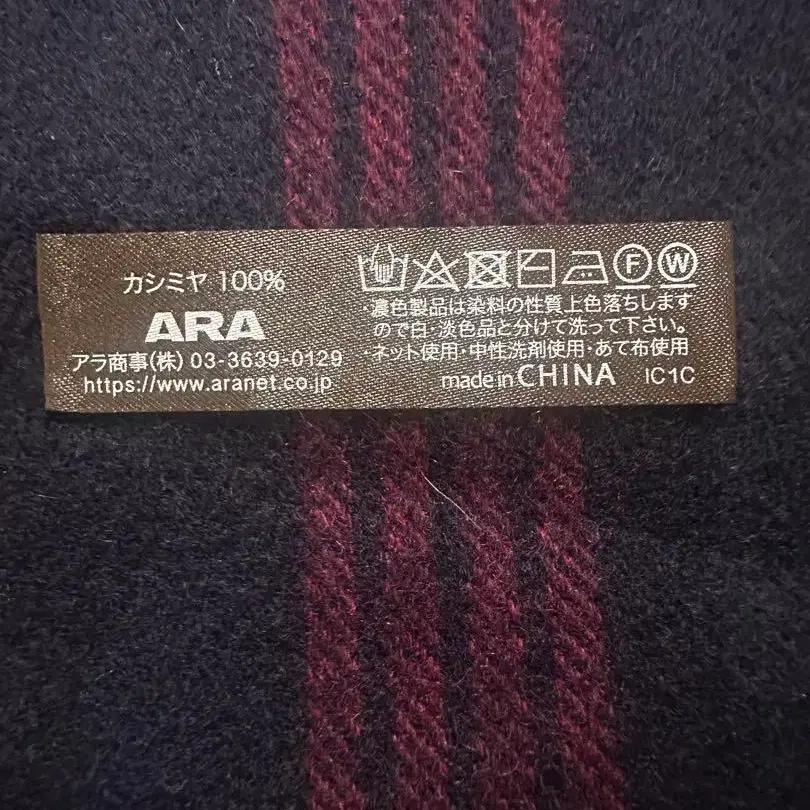 カシミヤ 100%
ARA
アラ商事(株) 03-3639-0129
https://www.aranet.co.jp
F W
濃色製品は染料の性質上色落ちします
ので白・淡色品と分けて洗って下さい。
・ネット使用・中性洗剤使用・あて布使用
made in CHINA IC1C